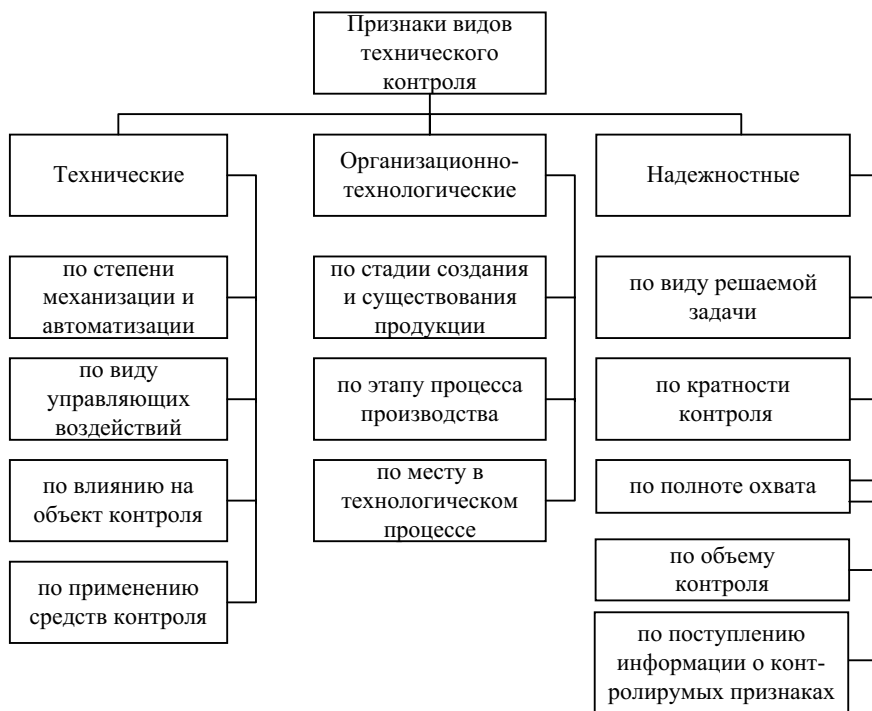 Признаки видов
технического
контроля
Технические
Организационно-
технологические
Надежностные
по степени
механизации и
автоматизации
по виду
управляющих
воздействий
по влиянию на
объект контроля
по применению
средств контроля
по стадии создания
и существования
продукции
по этапу процесса
производства
по месту в
технологическом
процессе
по виду решаемой
задачи
по кратности
контроля
по полноте охвата
по объему
контроля
по поступлению
информации о конт-
ролирумых признаках